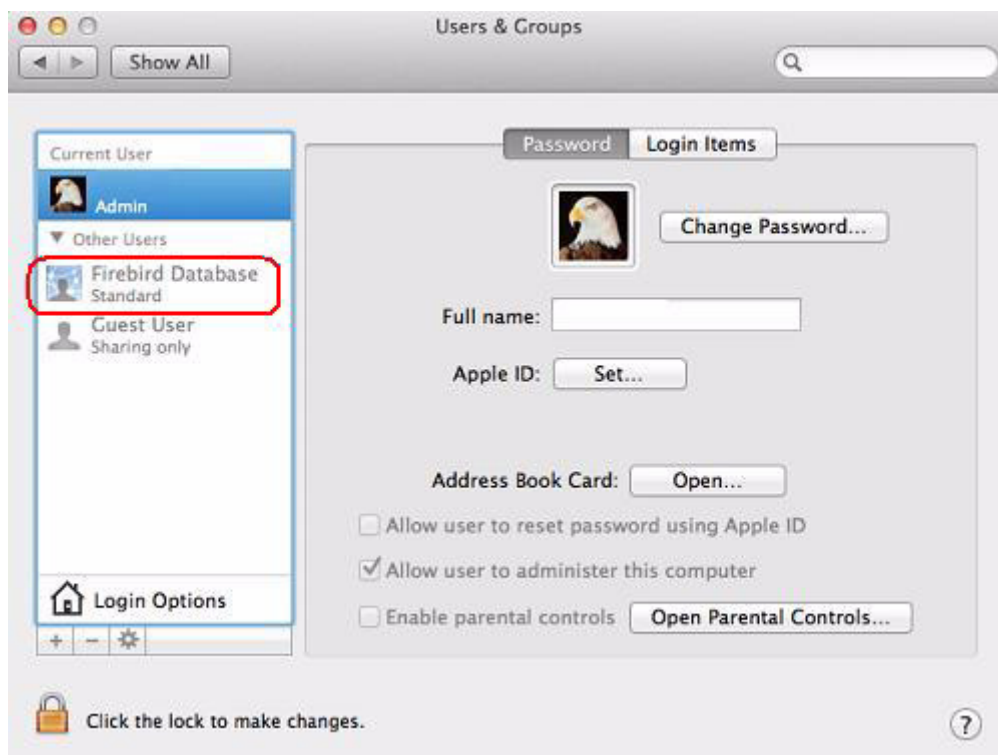 Users & Groups
Show All
Current User
Admin
Other Users
Firebird Database
Standard
Guest User
Sharing only
Login Options
+ −
Password Login Items
Change Password...
Full name:
Apple ID: Set...
Address Book Card: Open...
Allow user to reset password using Apple ID
Allow user to administer this computer
Enable parental controls Open Parental Controls...
Click the lock to make changes.
?